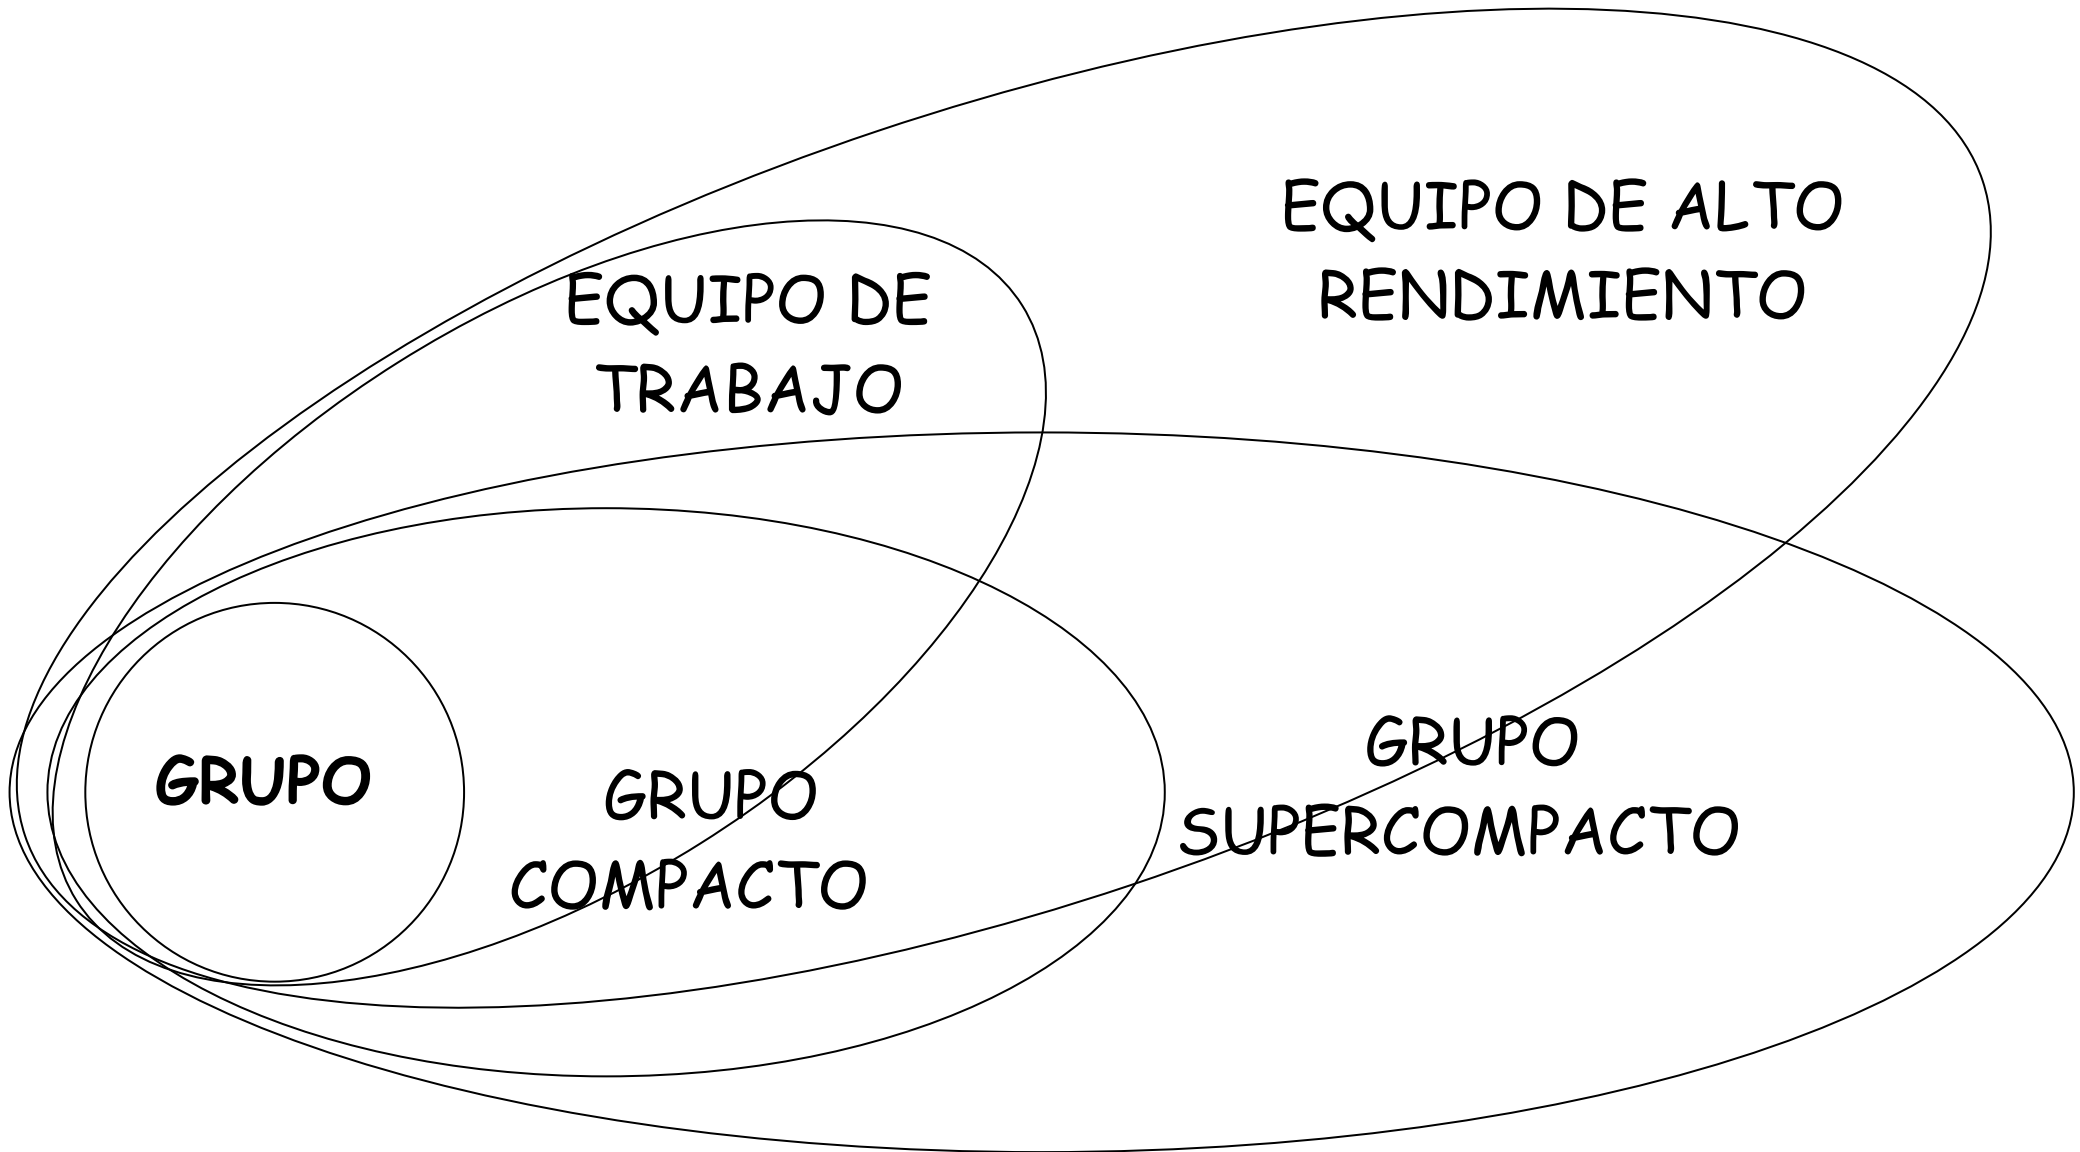 EQUIPO DE ALTO
RENDIMIENTO
EQUIPO DE
TRABAJO
GRUPO
SUPERCOMPACTO
GRUPO
GRUPO
COMPACTO